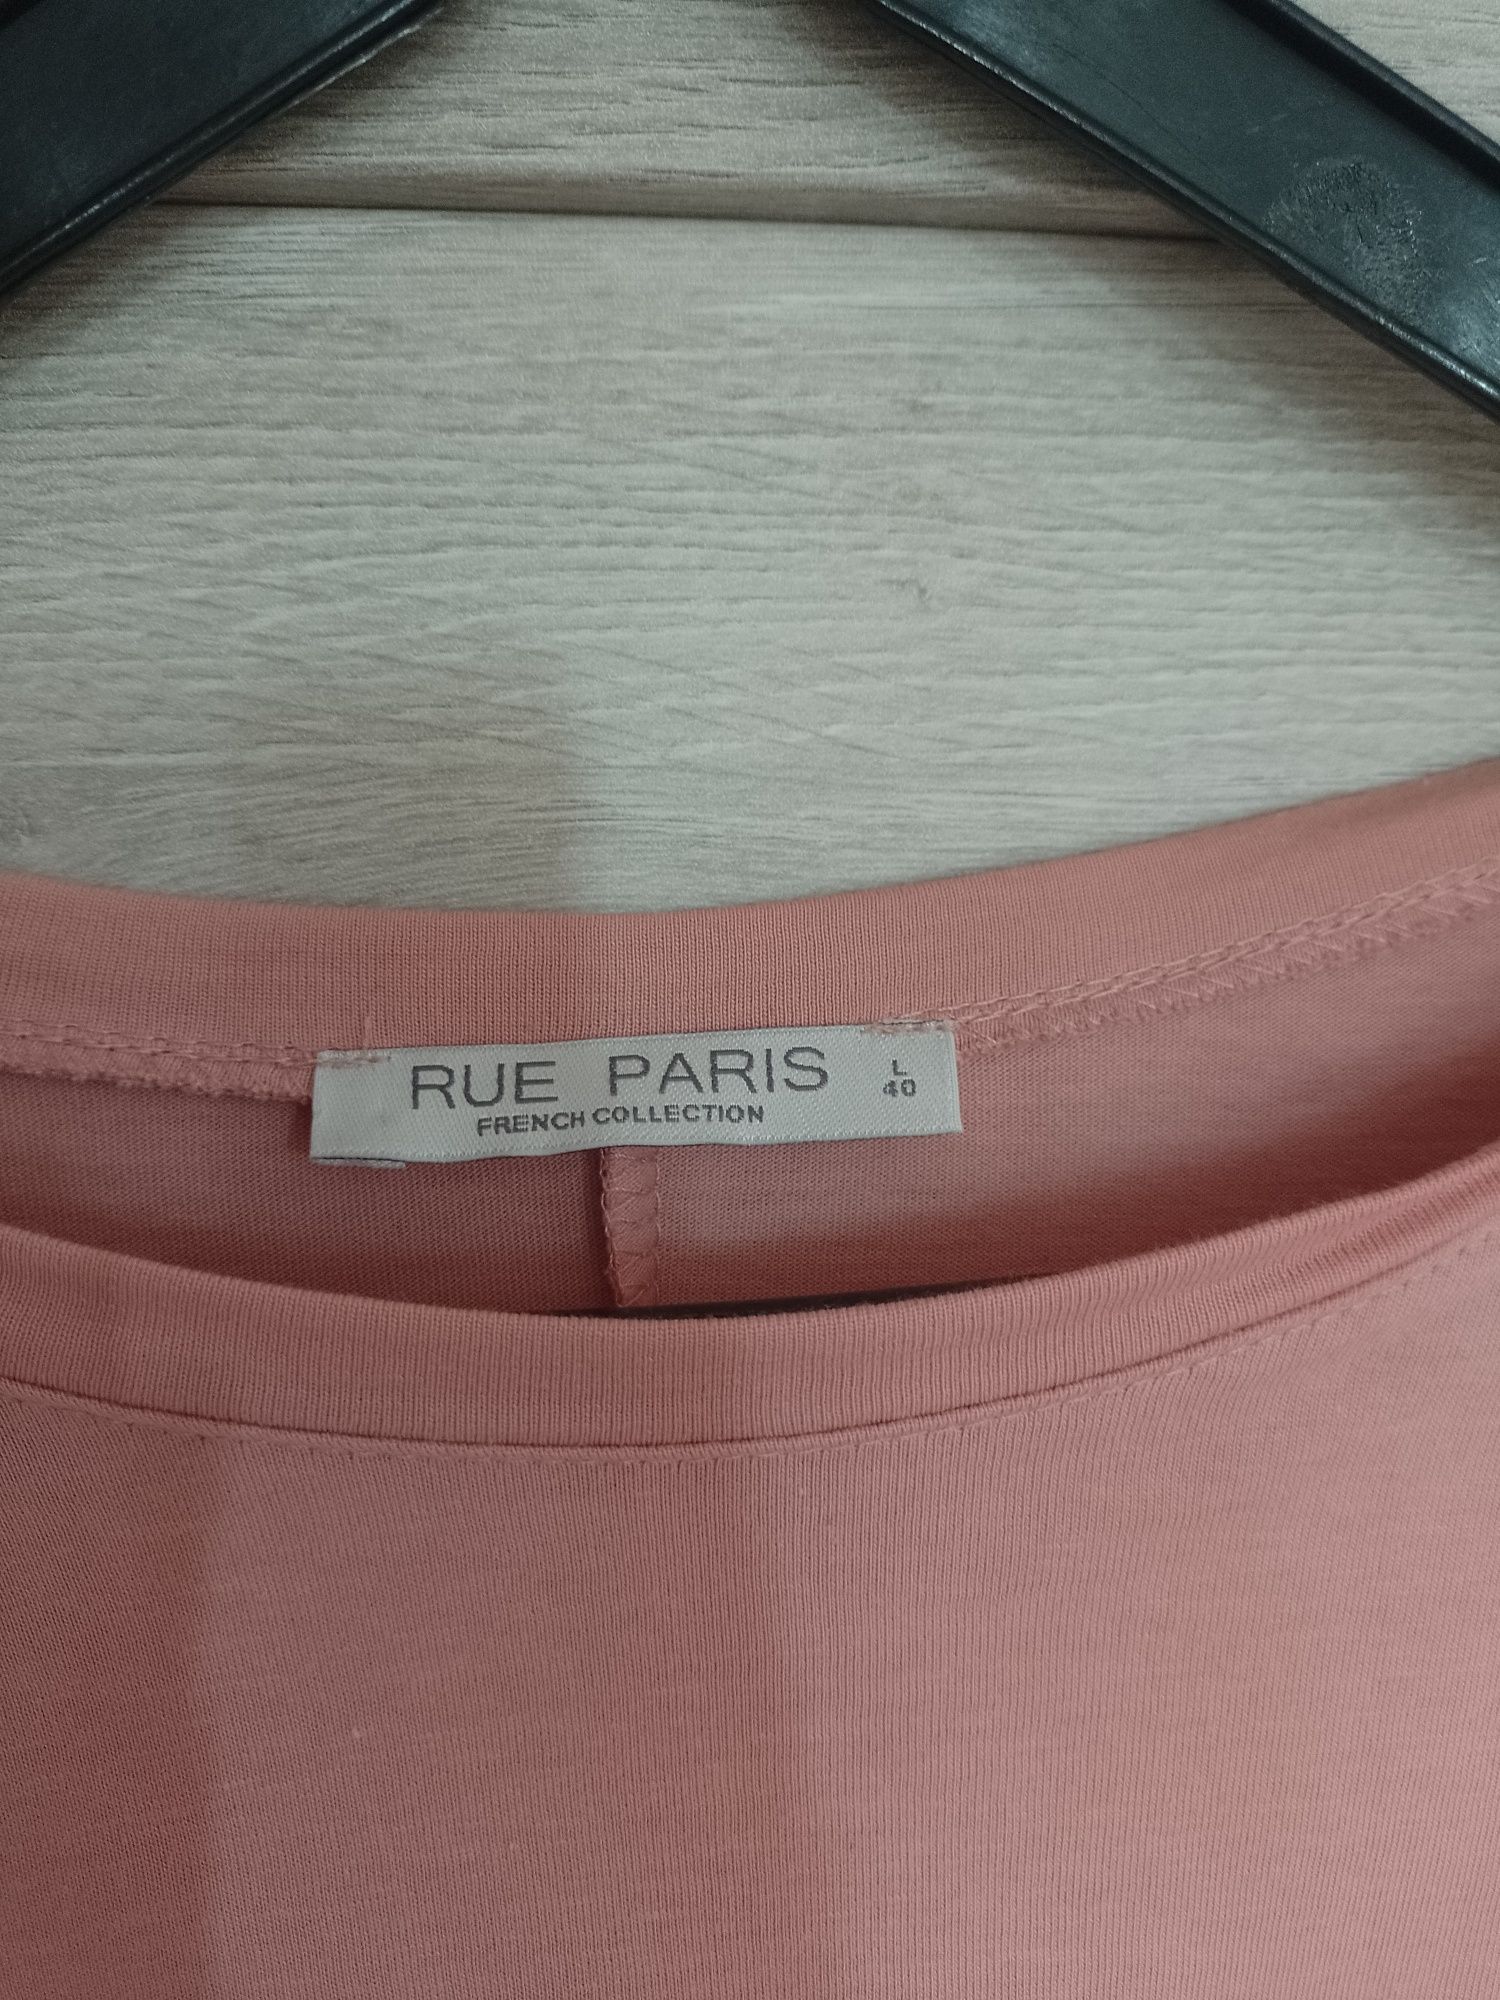 RUE PARIS
FRENCH COLLECTION
L
40